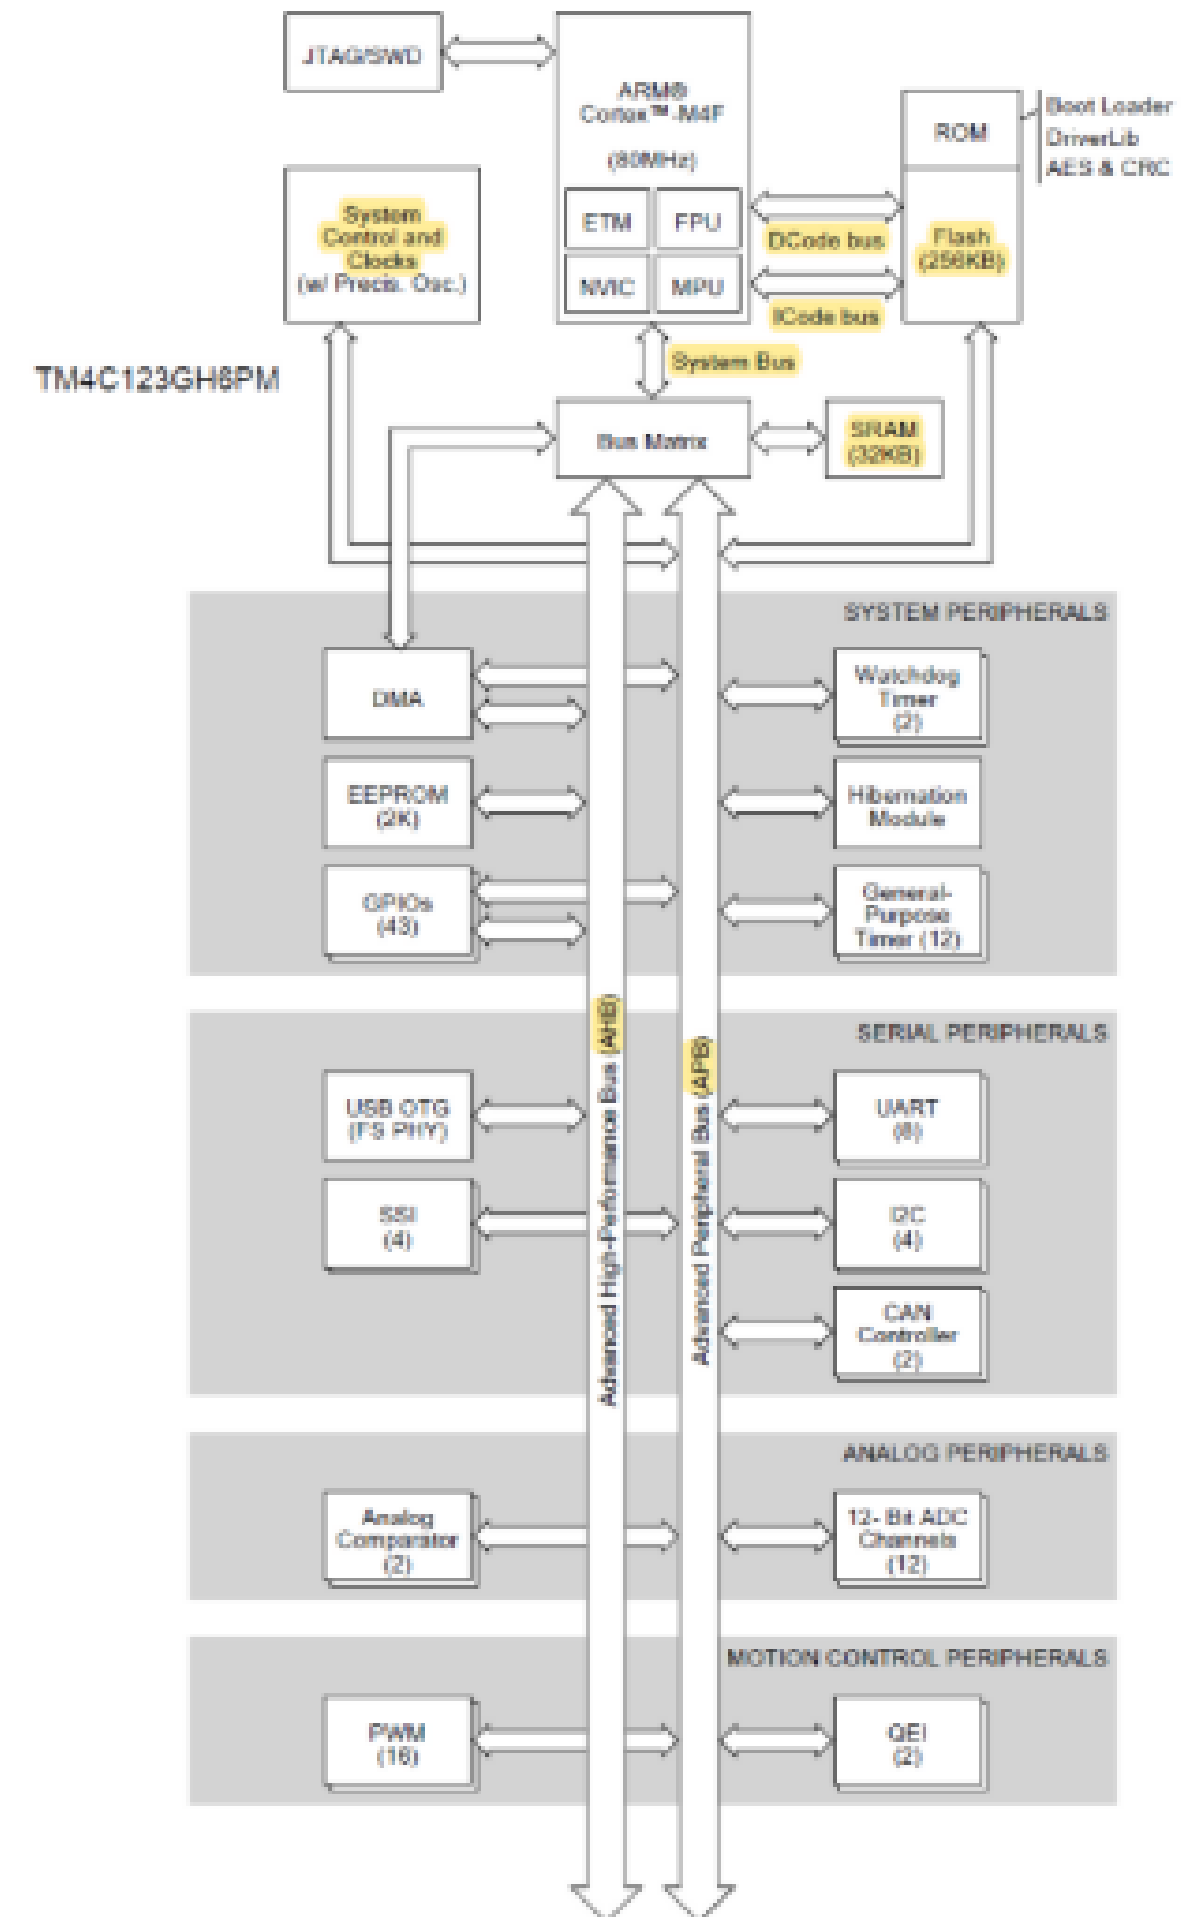 JTAG/SWD
ARM®
Cortex™-M4F
(80MHz)
ETM
FPU
NVIC
MPU
ROM
Boot Loader
DriverLib
AES & CRC
System
Control and
Clocks
(w/ Precis. Osc.)
DCode bus
Flash
(256KB)
ICode bus
System Bus
TM4C123GH6PM
Bus Matrix
SRAM
(32KB)
SYSTEM PERIPHERALS
DMA
Watchdog
Timer
(2)
EEPROM
(2K)
Hibernation
Module
GPIOs
(43)
General-
Purpose
Timer (12)
Advanced High-Performance Bus (AHB)
Advanced Peripheral Bus (APB)
SERIAL PERIPHERALS
USB OTG
(FS PHY)
UART
(8)
SSI
(4)
I2C
(4)
CAN
Controller
(2)
ANALOG PERIPHERALS
Analog
Comparator
(2)
12- Bit ADC
Channels
(12)
MOTION CONTROL PERIPHERALS
PWM
(16)
QEI
(2)